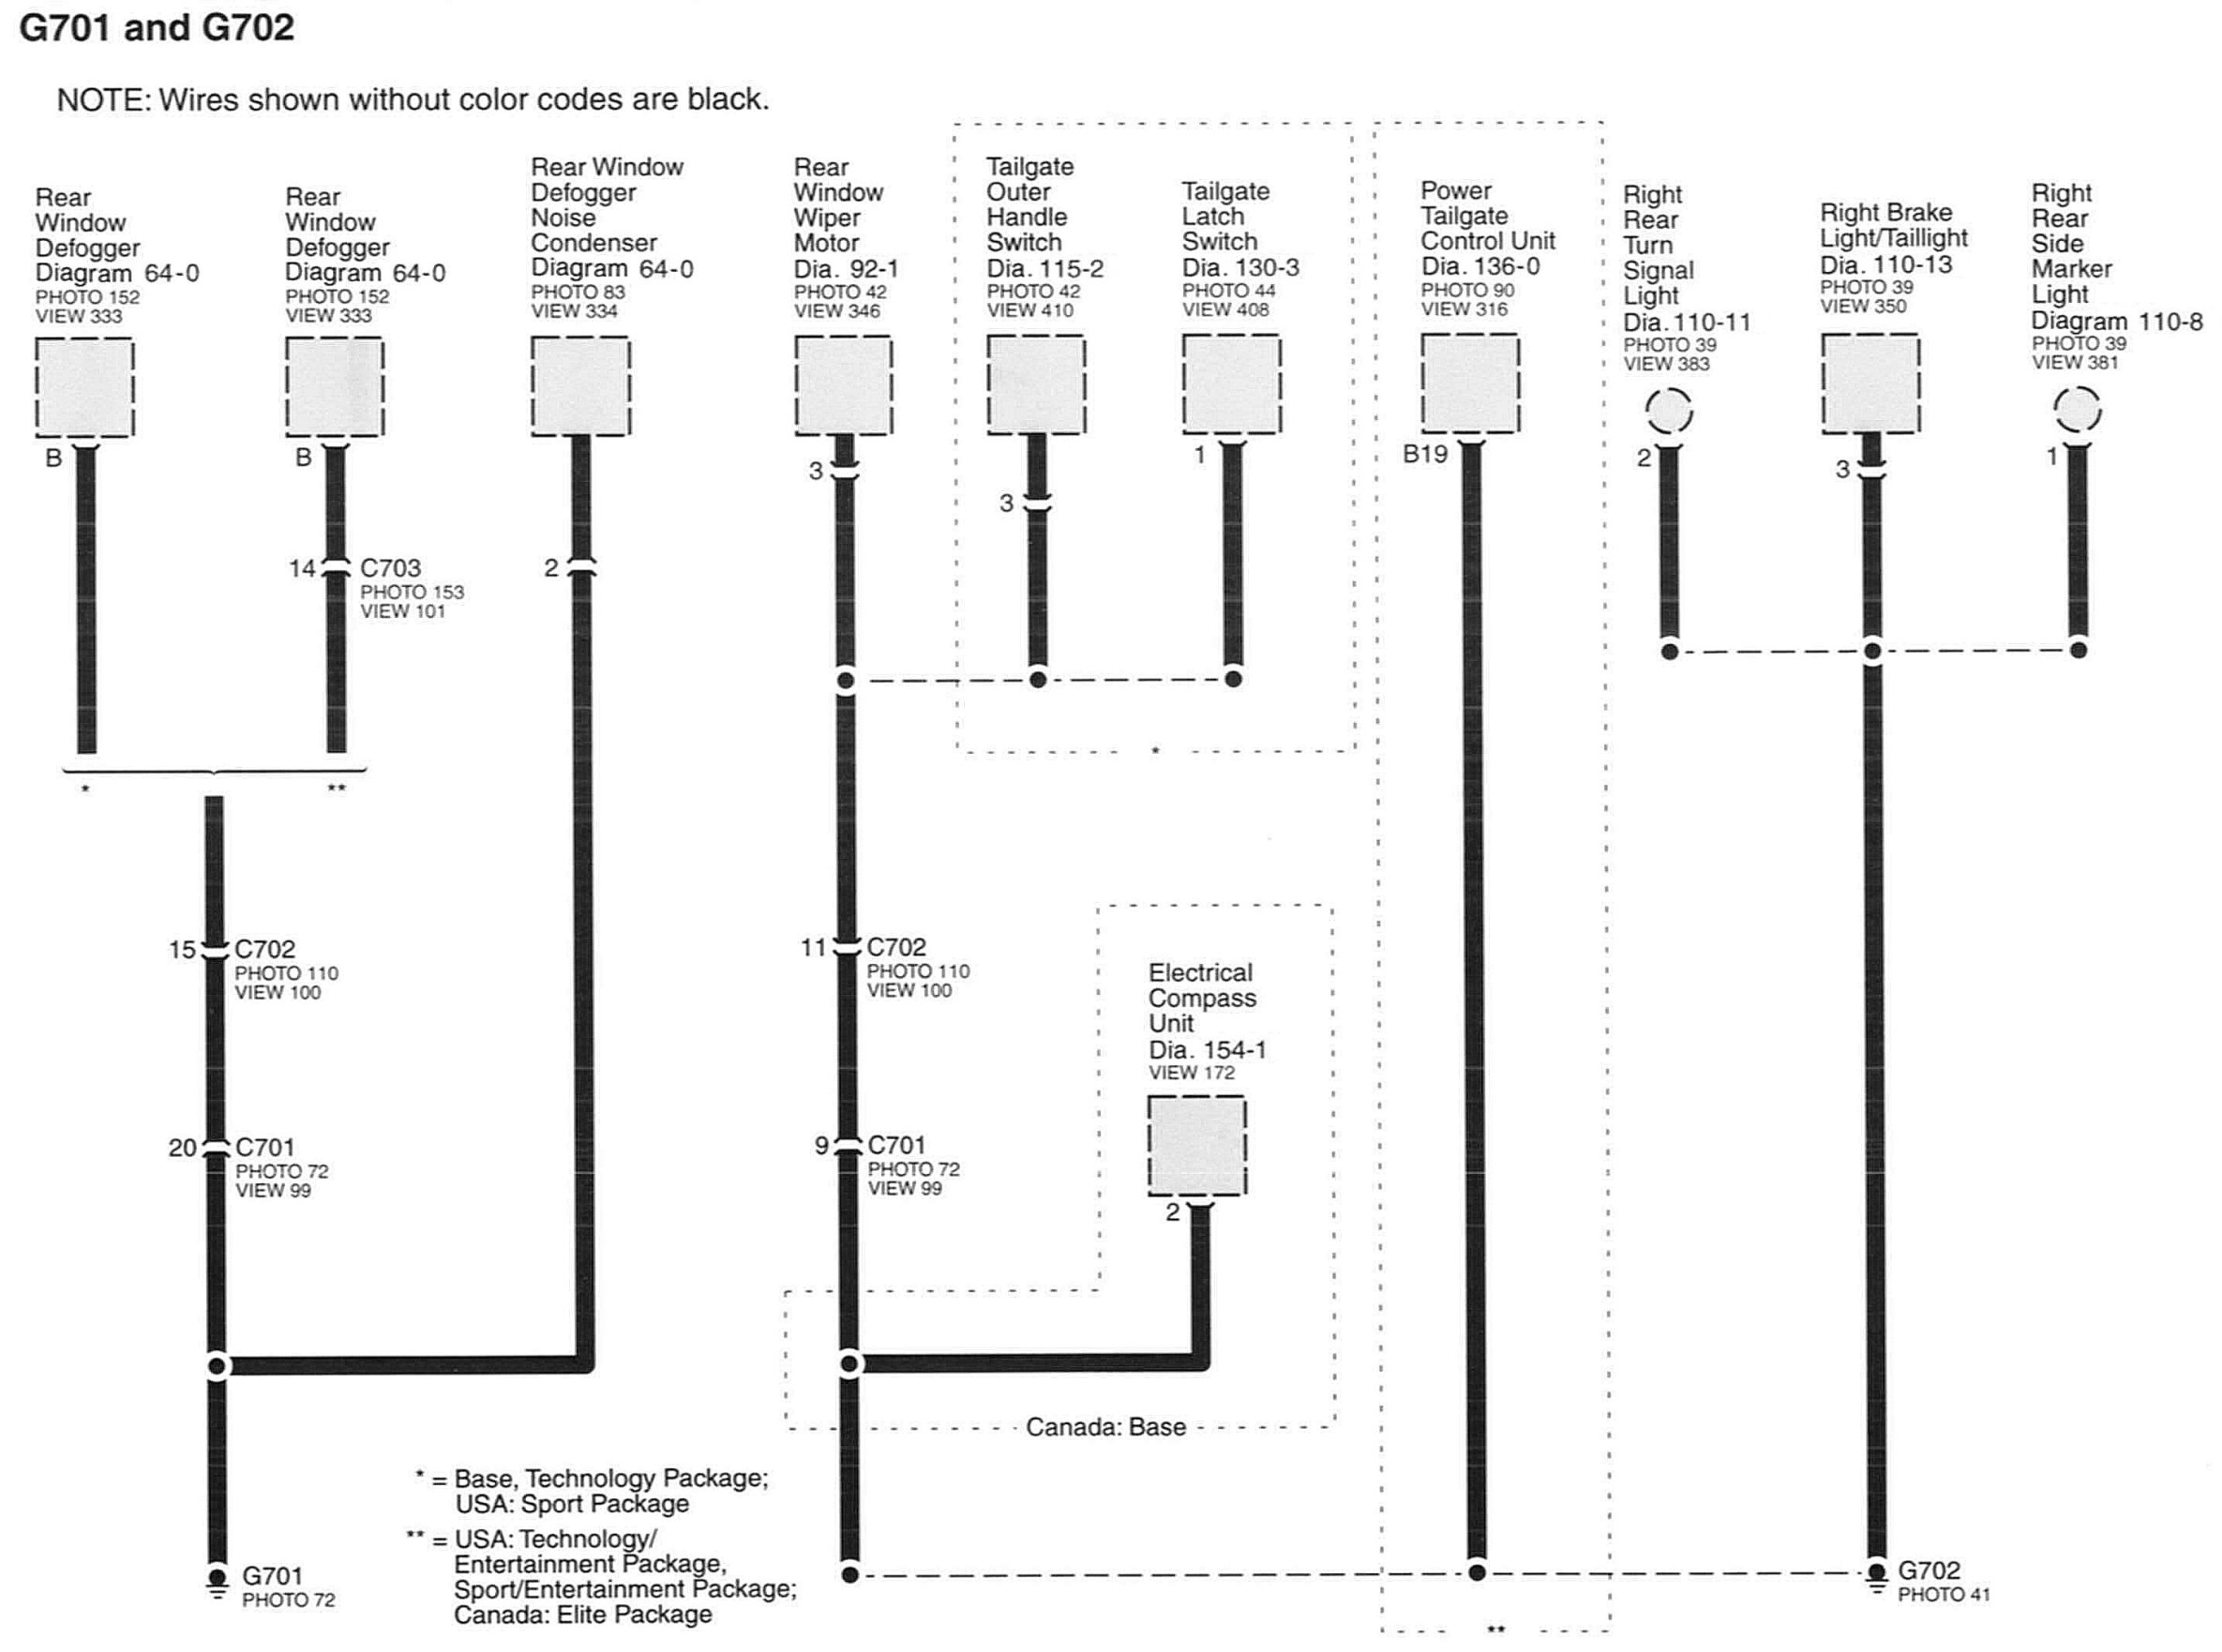 G701 and G702
NOTE: Wires shown without color codes are black.
Rear
Window
Defogger
Diagram 64-0
PHOTO 152
VIEW 333
B
Rear
Window
Defogger
Diagram 64-0
PHOTO 152
VIEW 333
B
14
C703
PHOTO 153
VIEW 101
Rear Window
Defogger
Noise
Condenser
Diagram 64-0
PHOTO 83
VIEW 334
2
Rear
Window
Wiper
Motor
Dia. 92-1
PHOTO 42
VIEW 346
3
Tailgate
Outer
Handle
Switch
Dia. 115-2
PHOTO 42
VIEW 410
3
Tailgate
Latch
Switch
Dia. 130-3
PHOTO 44
VIEW 408
1
*
Power
Tailgate
Control Unit
Dia. 136-0
PHOTO 90
VIEW 316
B19
Right
Rear
Turn
Signal
Light
Dia. 110-11
PHOTO 39
VIEW 383
2
Right Brake
Light/Taillight
Dia. 110-13
PHOTO 39
VIEW 350
3
Right
Rear
Side
Marker
Light
Diagram 110-8
PHOTO 39
VIEW 381
1
*
**
15
C702
PHOTO 110
VIEW 100
20
C701
PHOTO 72
VIEW 99
11
C702
PHOTO 110
VIEW 100
9
C701
PHOTO 72
VIEW 99
Electrical
Compass
Unit
Dia. 154-1
VIEW 172
2
Canada: Base
* = Base, Technology Package;
USA: Sport Package
** = USA: Technology/
Entertainment Package,
Sport/Entertainment Package;
Canada: Elite Package
G701
PHOTO 72
G702
PHOTO 41
**